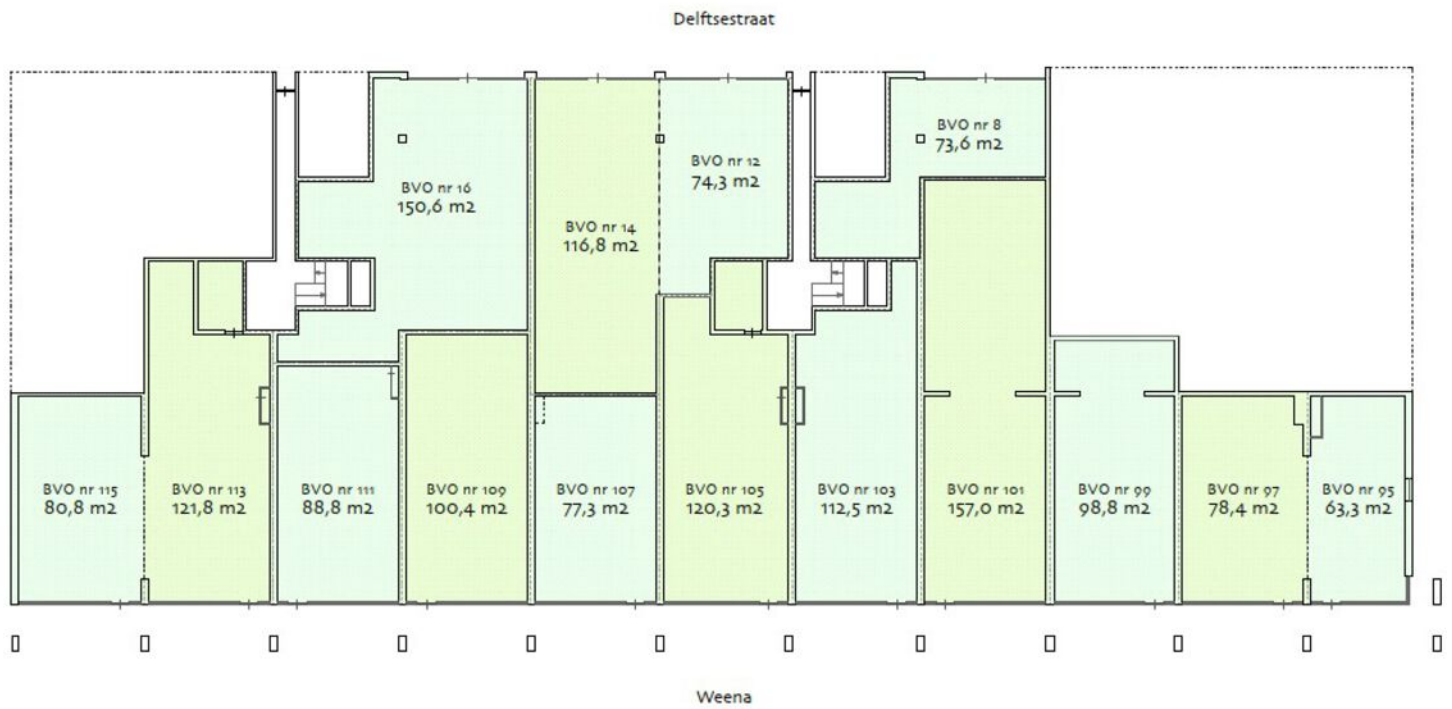 Delftsestraat
BVO nr 16
150,6 m2
BVO nr 14
116,8 m2
BVO nr 12
74,3 m2
BVO nr 8
73,6 m2
BVO nr 115
80,8 m2
BVO nr 113
121,8 m2
BVO nr 111
88,8 m2
BVO nr 109
100,4 m2
BVO nr 107
77,3 m2
BVO nr 105
120,3 m2
BVO nr 103
112,5 m2
BVO nr 101
157,0 m2
BVO nr 99
98,8 m2
BVO nr 97
78,4 m2
BVO nr 95
63,3 m2
Weena